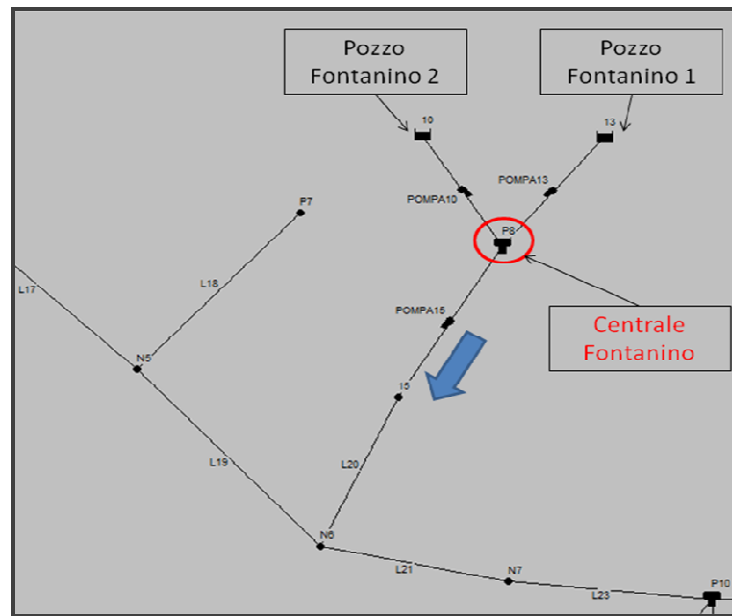 Pozzo
Fontanino 2
Pozzo
Fontanino 1
10
13
POMPA10
POMPA13
P8
P7
L17
L18
POMPA15
Centrale
Fontanino
N5
15
L19
L20
N6
L21
N7
L23
P10